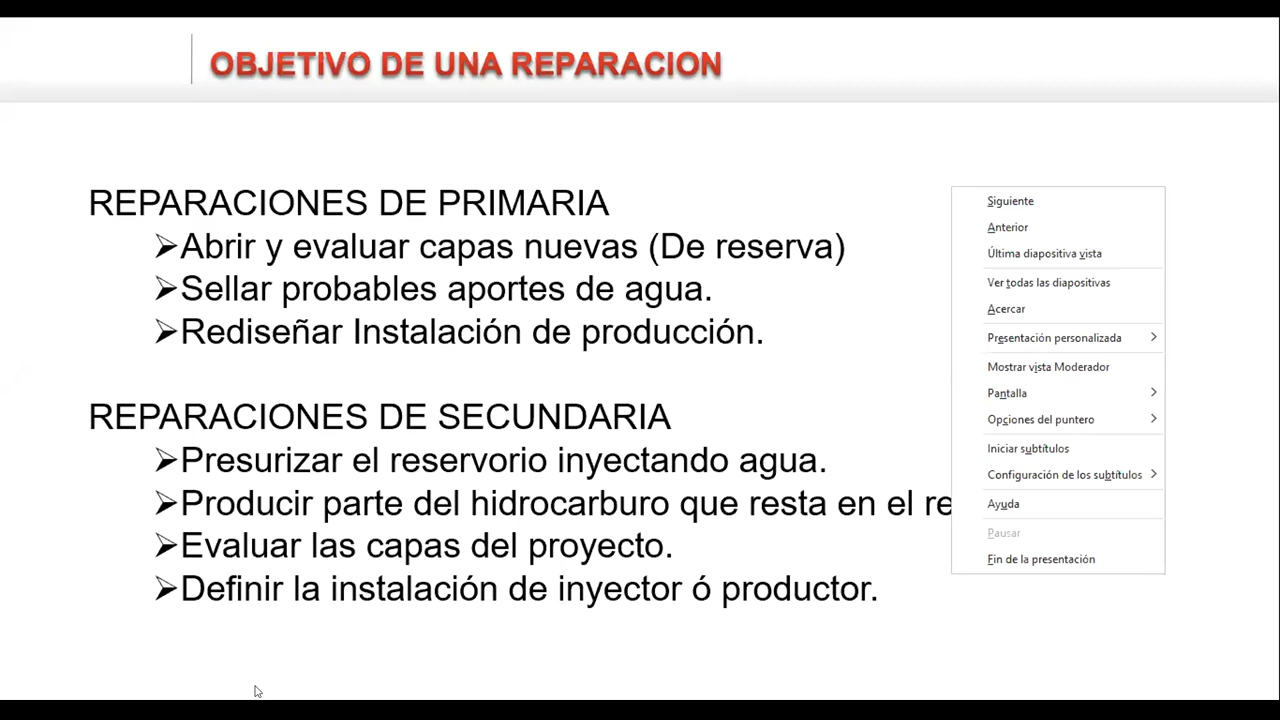 OBJETIVO DE UNA REPARACION
REPARACIONES DE PRIMARIA
➢Abrir y evaluar capas nuevas (De reserva)
➢Sellar probables aportes de agua.
➢Rediseñar Instalación de producción.
REPARACIONES DE SECUNDARIA
➢Presurizar el reservorio inyectando agua.
➢Producir parte del hidrocarburo que resta en el re
➢Evaluar las capas del proyecto.
➢Definir la instalación de inyector ó productor.
Siguiente
Anterior
Última diapositiva vista
Ver todas las diapositivas
Acercar
Presentación personalizada
Mostrar vista Moderador
Pantalla
Opciones del puntero
Iniciar subtítulos
Configuración de los subtítulos
Ayuda
Pausar
Fin de la presentación